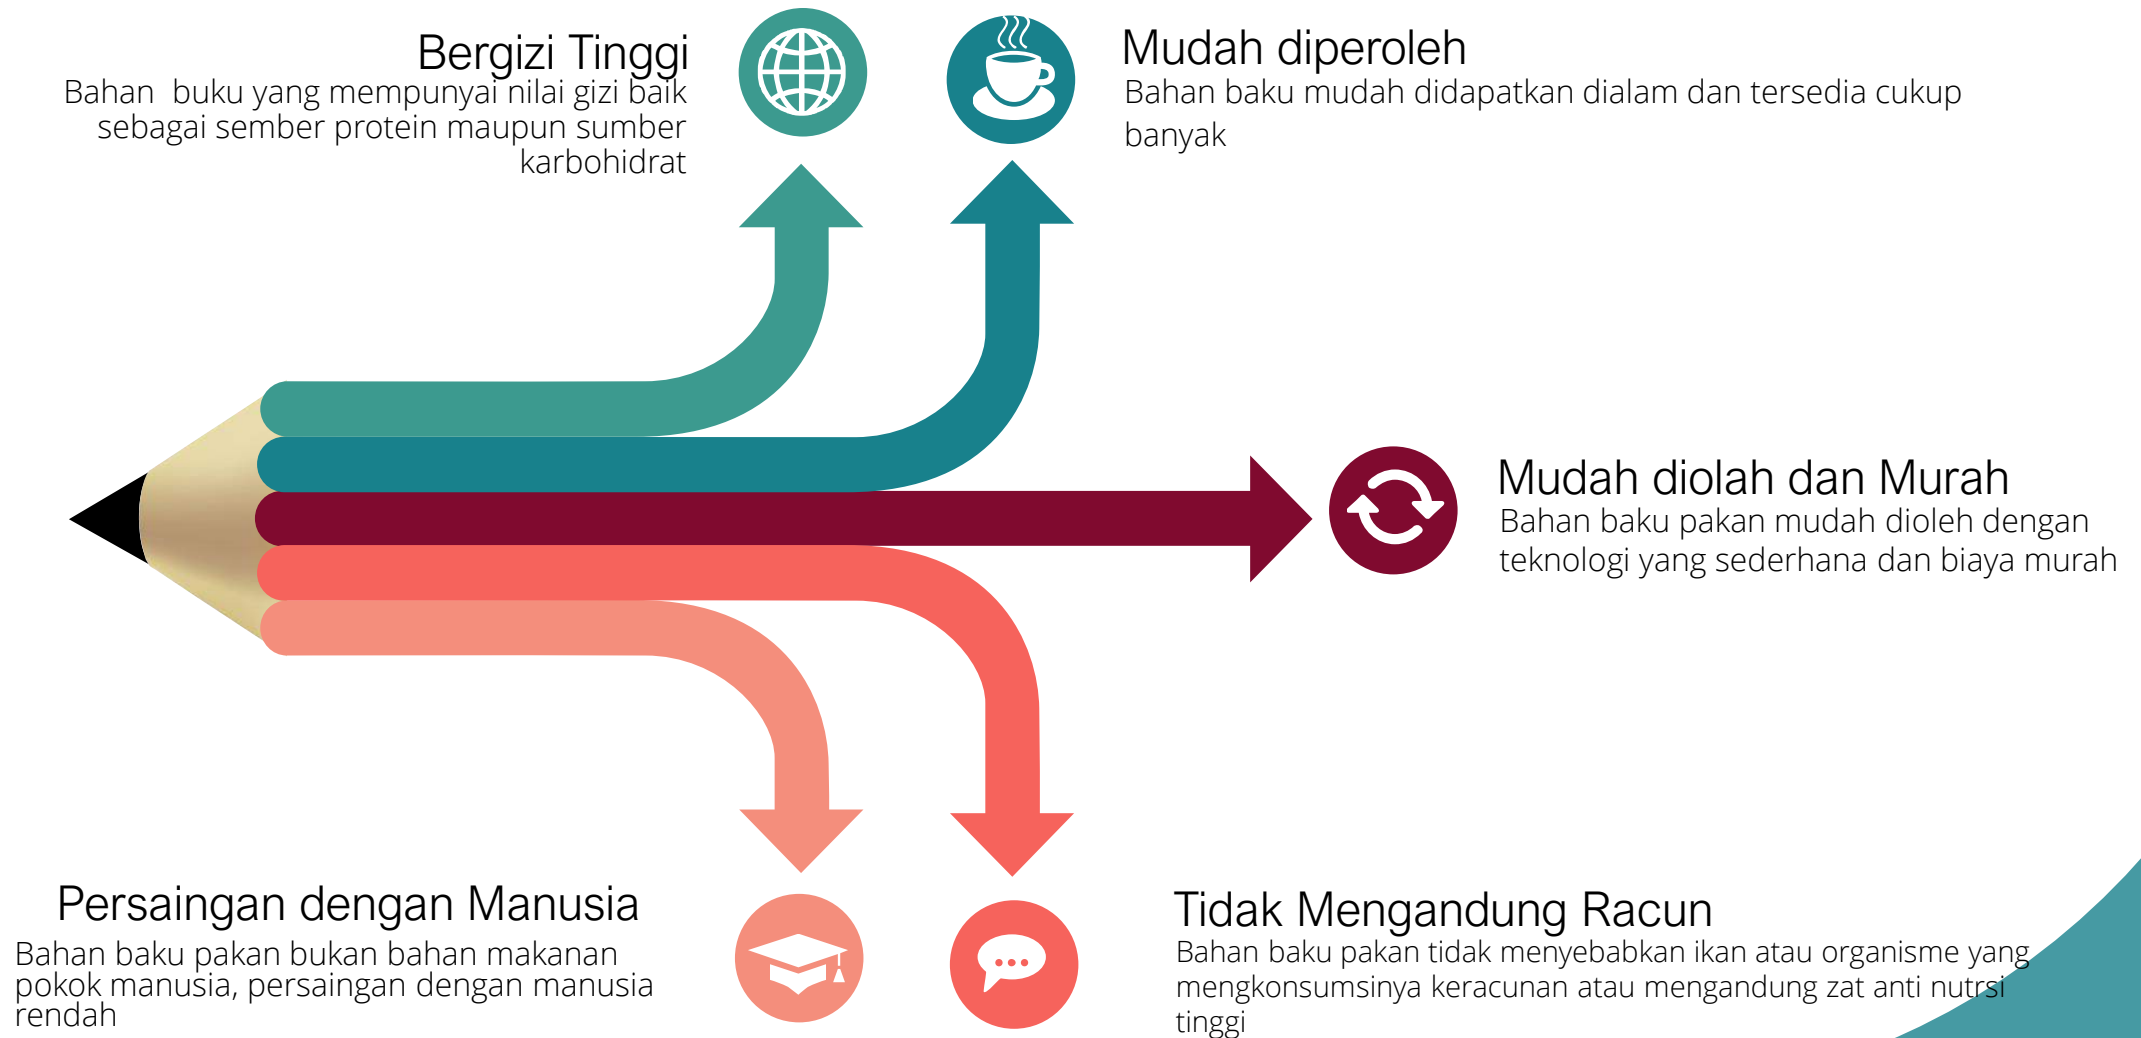 Bergizi Tinggi
Bahan  buku yang mempunyai nilai gizi baik
sebagai sember protein maupun sumber
karbohidrat
Mudah diperoleh
Bahan baku mudah didapatkan dialam dan tersedia cukup
banyak
Mudah diolah dan Murah
Bahan baku pakan mudah dioleh dengan
teknologi yang sederhana dan biaya murah
Persaingan dengan Manusia
Bahan baku pakan bukan bahan makanan
pokok manusia, persaingan dengan manusia
rendah
Tidak Mengandung Racun
Bahan baku pakan tidak menyebabkan ikan atau organisme yang
mengkonsumsinya keracunan atau mengandung zat anti nutrsi
tinggi